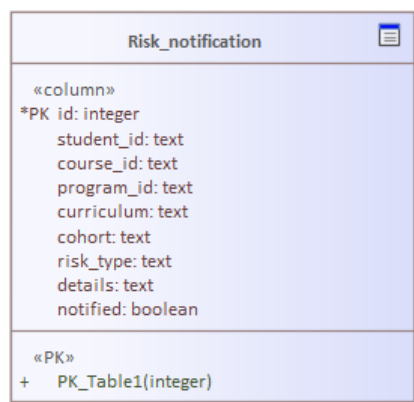 Risk_notification
«column»
*PK id: integer
student_id: text
course_id: text
program_id: text
curriculum: text
cohort: text
risk_type: text
details: text
notified: boolean
«PK»
+ PK_Table1(integer)